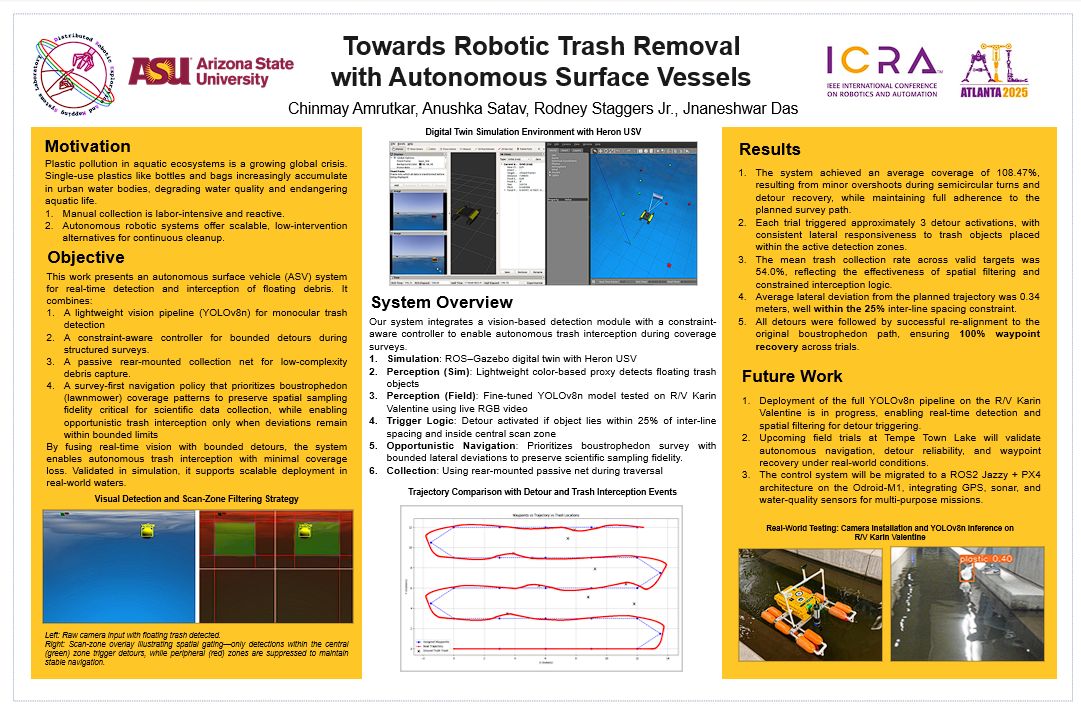 Distributed Robotic Exploration and Mapping Systems Laboratory
ASU Arizona State
University
Towards Robotic Trash Removal
with Autonomous Surface Vessels
Chinmay Amrutkar, Anushka Satav, Rodney Staggers Jr., Jnaneshwar Das
ICRA
IEEE INTERNATIONAL CONFERENCE
ON ROBOTICS AND AUTOMATION
ATL
ATLANTA 2025
Motivation
Plastic pollution in aquatic ecosystems is a growing global crisis.
Single-use plastics like bottles and bags increasingly accumulate
in urban water bodies, degrading water quality and endangering
aquatic life.
1. Manual collection is labor-intensive and reactive.
2. Autonomous robotic systems offer scalable, low-intervention
alternatives for continuous cleanup.
Objective
This work presents an autonomous surface vehicle (ASV) system
for real-time detection and interception of floating debris. It
combines:
1. A lightweight vision pipeline (YOLOv8n) for monocular trash
detection
2. A constraint-aware controller for bounded detours during
structured surveys.
3. A passive rear-mounted collection net for low-complexity
debris capture.
4. A survey-first navigation policy that prioritizes boustrophedon
(lawnmower) coverage patterns to preserve spatial sampling
fidelity critical for scientific data collection, while enabling
opportunistic trash interception only when deviations remain
within bounded limits
By fusing real-time vision with bounded detours, the system
enables autonomous trash interception with minimal coverage
loss. Validated in simulation, it supports scalable deployment in
real-world waters.
Visual Detection and Scan-Zone Filtering Strategy
Left: Raw camera input with floating trash detected.
Right: Scan-zone overlay illustrating spatial gating—only detections within the central
(green) zone trigger detours, while peripheral (red) zones are suppressed to maintain
stable navigation.
Digital Twin Simulation Environment with Heron USV
System Overview
Our system integrates a vision-based detection module with a constraint-
aware controller to enable autonomous trash interception during coverage
surveys.
1. Simulation: ROS–Gazebo digital twin with Heron USV
2. Perception (Sim): Lightweight color-based proxy detects floating trash
objects
3. Perception (Field): Fine-tuned YOLOv8n model tested on R/V Karin
Valentine using live RGB video
4. Trigger Logic: Detour activated if object lies within 25% of inter-line
spacing and inside central scan zone
5. Opportunistic Navigation: Prioritizes boustrophedon survey with
bounded lateral deviations to preserve scientific sampling fidelity.
6. Collection: Using rear-mounted passive net during traversal
Trajectory Comparison with Detour and Trash Interception Events
Waypoints vs Trajectory vs Trash Locations
Results
1. The system achieved an average coverage of 108.47%,
resulting from minor overshoots during semicircular turns and
detour recovery, while maintaining full adherence to the
planned survey path.
2. Each trial triggered approximately 3 detour activations, with
consistent lateral responsiveness to trash objects placed
within the active detection zones.
3. The mean trash collection rate across valid targets was
54.0%, reflecting the effectiveness of spatial filtering and
constrained interception logic.
4. Average lateral deviation from the planned trajectory was 0.34
meters, well within the 25% inter-line spacing constraint.
5. All detours were followed by successful re-alignment to the
original boustrophedon path, ensuring 100% waypoint
recovery across trials.
Future Work
1. Deployment of the full YOLOv8n pipeline on the R/V Karin
Valentine is in progress, enabling real-time detection and
spatial filtering for detour triggering.
2. Upcoming field trials at Tempe Town Lake will validate
autonomous navigation, detour reliability, and waypoint
recovery under real-world conditions.
3. The control system will be migrated to a ROS2 Jazzy + PX4
architecture on the Odroid-M1, integrating GPS, sonar, and
water-quality sensors for multi-purpose missions.
Real-World Testing: Camera Installation and YOLOv8n Inference on
R/V Karin Valentine
plastic 0.40